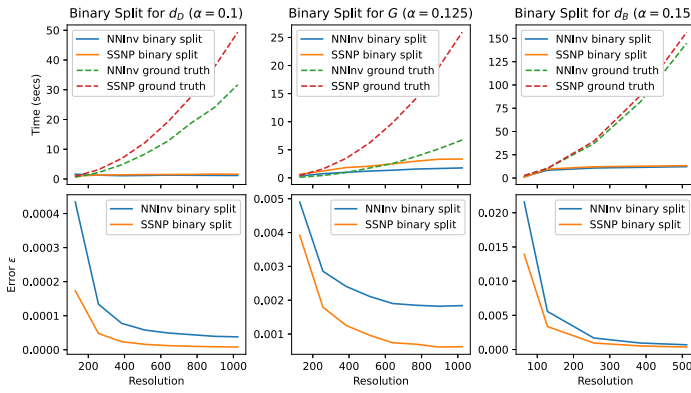 Binary Split for d_D (α = 0.1)
Time (secs)
50
40
30
20
10
0
NNInv binary split
SSNP binary split
NNInv ground truth
SSNP ground truth
Binary Split for G (α = 0.125)
25
20
15
10
5
0
NNInv binary split
SSNP binary split
NNInv ground truth
SSNP ground truth
Binary Split for d_B (α = 0.15
150
125
100
75
50
25
0
NNInv binary split
SSNP binary split
NNInv ground truth
SSNP ground truth
Error ε
0.0004
0.0003
0.0002
0.0001
0.0000
NNInv binary split
SSNP binary split
200 400 600 800 1000
Resolution
0.005
0.004
0.003
0.002
0.001
NNInv binary split
SSNP binary split
200 400 600 800 1000
Resolution
0.020
0.015
0.010
0.005
0.000
NNInv binary split
SSNP binary split
100 200 300 400 500
Resolution